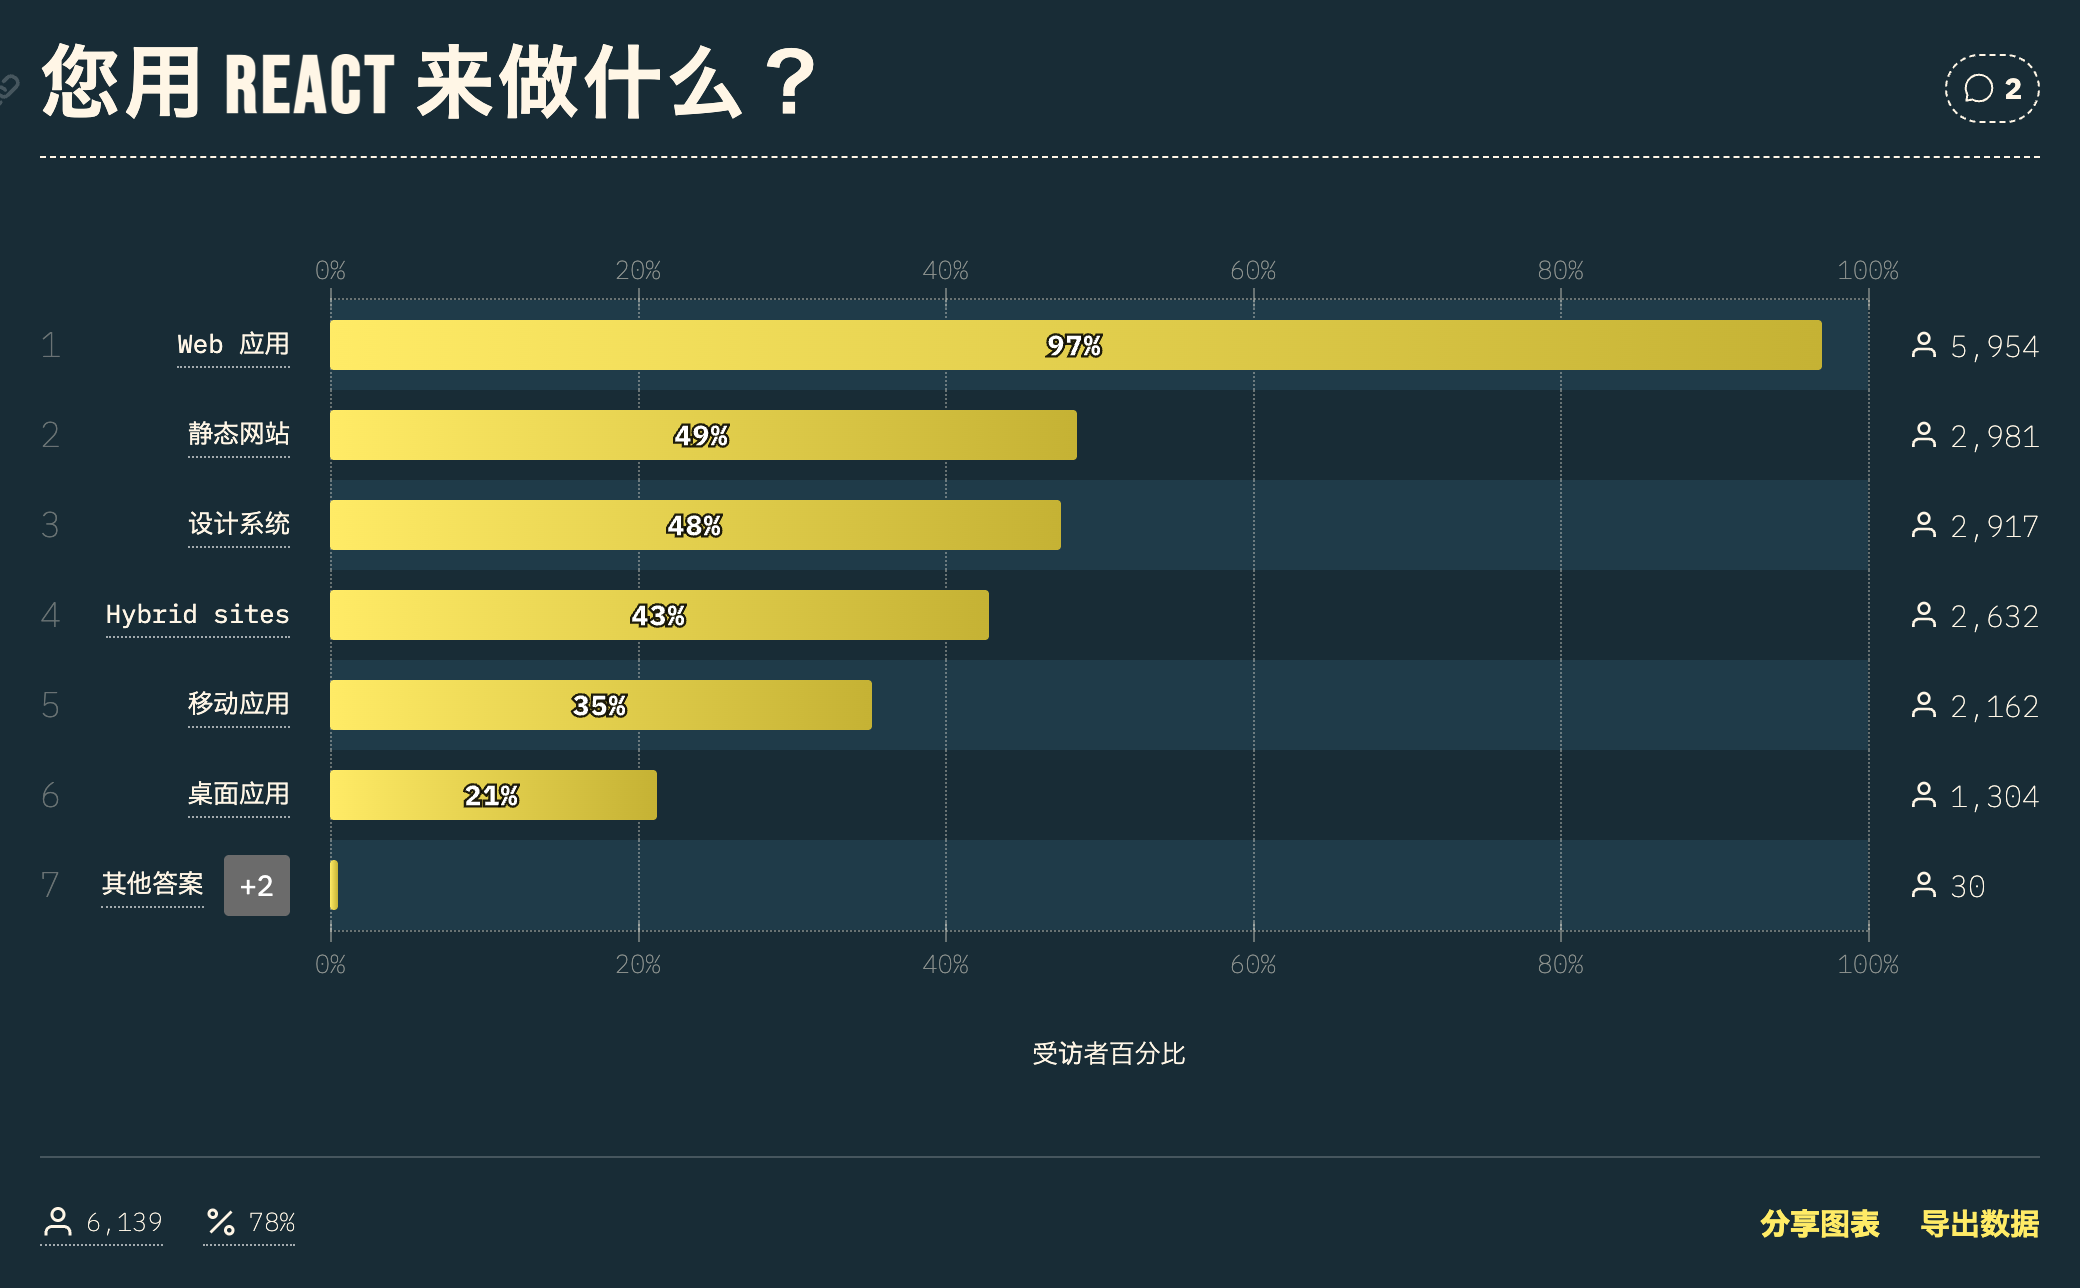 您用 REACT 来做什么？
2
0% 20% 40% 60% 80% 100%
1 Web 应用 97% 5,954
2 静态网站 49% 2,981
3 设计系统 48% 2,917
4 Hybrid sites 43% 2,632
5 移动应用 35% 2,162
6 桌面应用 21% 1,304
7 其他答案 +2 30
0% 20% 40% 60% 80% 100%
受访者百分比
6,139 % 78% 分享图表 导出数据